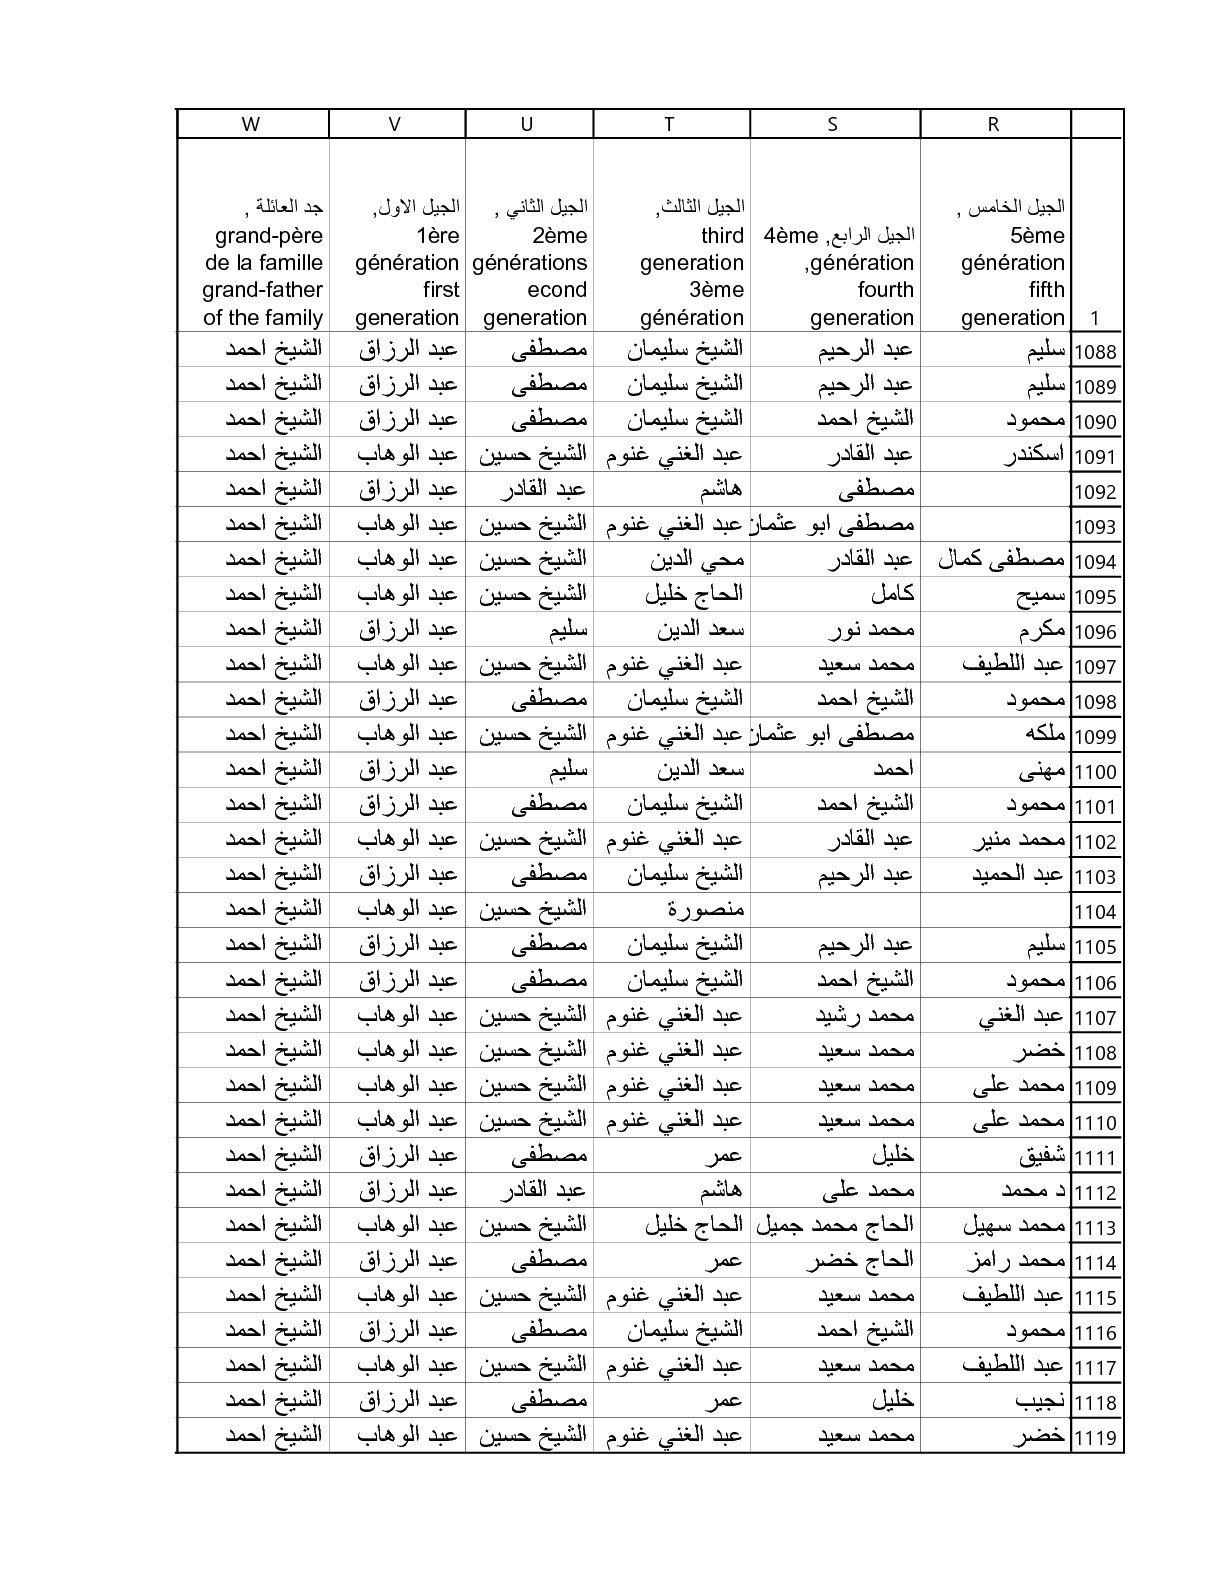 R S T U V W
الجيل الخامس , 5ème génération fifth generation الجيل الرابع, 4ème génération, fourth generation الجيل الثالث, third generation 3ème génération الجيل الثاني , 2ème générations econd generation الجيل الاول, 1ère génération first generation جد العائلة , grand-père de la famille grand-father of the family 1
1088 سليم عبد الرحيم الشيخ سليمان مصطفى عبد الرزاق الشيخ احمد
1089 سليم عبد الرحيم الشيخ سليمان مصطفى عبد الرزاق الشيخ احمد
1090 محمود الشيخ احمد الشيخ سليمان مصطفى عبد الرزاق الشيخ احمد
1091 اسكندر عبد القادر عبد الغني غنوم الشيخ حسين عبد الوهاب الشيخ احمد
1092 مصطفى هاشم عبد القادر عبد الرزاق الشيخ احمد
1093 مصطفى ابو عثمان عبد الغني غنوم الشيخ حسين عبد الوهاب الشيخ احمد
1094 مصطفى كمال عبد القادر محي الدين الشيخ حسين عبد الوهاب الشيخ احمد
1095 سميح كامل الحاج خليل الشيخ حسين عبد الوهاب الشيخ احمد
1096 مكرم محمد نور سعد الدين سليم عبد الرزاق الشيخ احمد
1097 عبد اللطيف محمد سعيد عبد الغني غنوم الشيخ حسين عبد الوهاب الشيخ احمد
1098 محمود الشيخ احمد الشيخ سليمان مصطفى عبد الرزاق الشيخ احمد
1099 ملكه مصطفى ابو عثمان عبد الغني غنوم الشيخ حسين عبد الوهاب الشيخ احمد
1100 مهنى احمد سعد الدين سليم عبد الرزاق الشيخ احمد
1101 محمود الشيخ احمد الشيخ سليمان مصطفى عبد الرزاق الشيخ احمد
1102 محمد منير عبد القادر عبد الغني غنوم الشيخ حسين عبد الوهاب الشيخ احمد
1103 عبد الحميد عبد الرحيم الشيخ سليمان مصطفى عبد الرزاق الشيخ احمد
1104 منصورة الشيخ حسين عبد الوهاب الشيخ احمد
1105 سليم عبد الرحيم الشيخ سليمان مصطفى عبد الرزاق الشيخ احمد
1106 محمود الشيخ احمد الشيخ سليمان مصطفى عبد الرزاق الشيخ احمد
1107 عبد الغني محمد رشيد عبد الغني غنوم الشيخ حسين عبد الوهاب الشيخ احمد
1108 خضر محمد سعيد عبد الغني غنوم الشيخ حسين عبد الوهاب الشيخ احمد
1109 محمد على محمد سعيد عبد الغني غنوم الشيخ حسين عبد الوهاب الشيخ احمد
1110 محمد على محمد سعيد عبد الغني غنوم الشيخ حسين عبد الوهاب الشيخ احمد
1111 شفيق خليل عمر مصطفى عبد الرزاق الشيخ احمد
1112 د محمد محمد على هاشم عبد القادر عبد الرزاق الشيخ احمد
1113 محمد سهيل الحاج محمد جميل الحاج خليل الشيخ حسين عبد الوهاب الشيخ احمد
1114 محمد رامز الحاج خضر عمر مصطفى عبد الرزاق الشيخ احمد
1115 عبد اللطيف محمد سعيد عبد الغني غنوم الشيخ حسين عبد الوهاب الشيخ احمد
1116 محمود الشيخ احمد الشيخ سليمان مصطفى عبد الرزاق الشيخ احمد
1117 عبد اللطيف محمد سعيد عبد الغني غنوم الشيخ حسين عبد الوهاب الشيخ احمد
1118 نجيب خليل عمر مصطفى عبد الرزاق الشيخ احمد
1119 خضر محمد سعيد عبد الغني غنوم الشيخ حسين عبد الوهاب الشيخ احمد